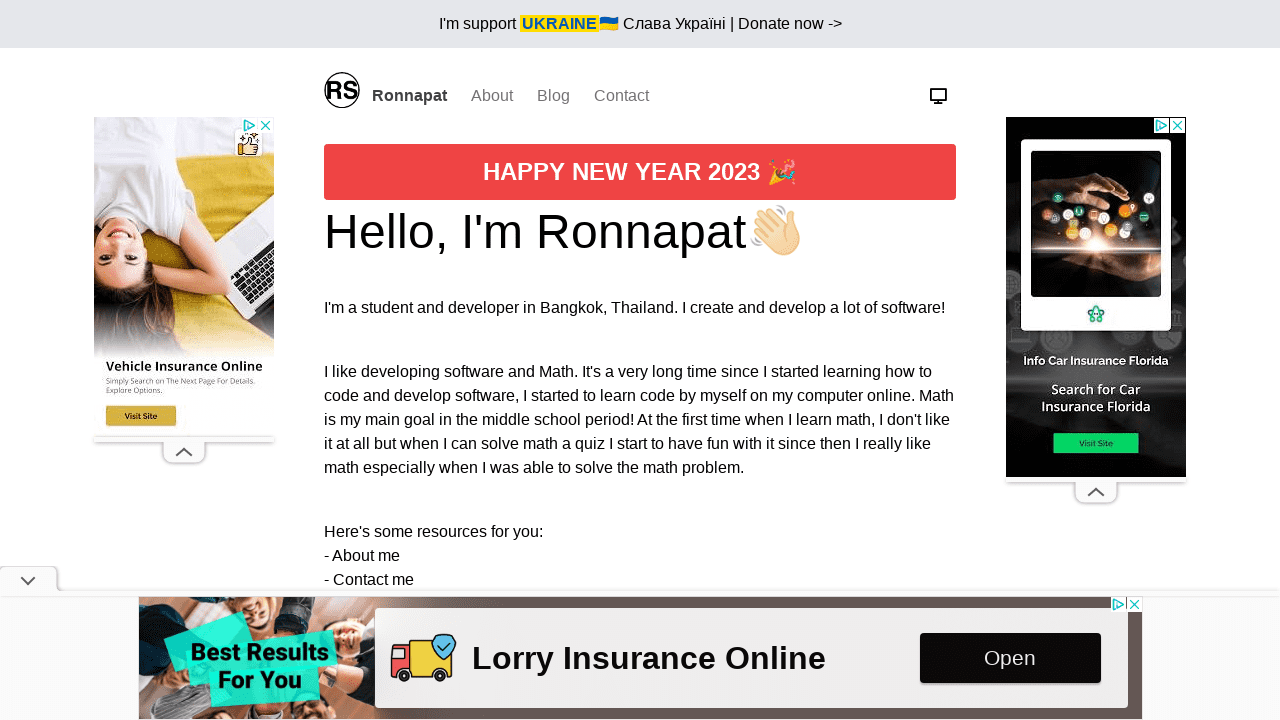 I'm support UKRAINE🇺🇦 Слава Україні | Donate now ->
RS Ronnapat About Blog Contact
HAPPY NEW YEAR 2023 🎉
Hello, I'm Ronnapat👋🏼
I'm a student and developer in Bangkok, Thailand. I create and develop a lot of software!
I like developing software and Math. It's a very long time since I started learning how to
code and develop software, I started to learn code by myself on my computer online. Math
is my main goal in the middle school period! At the first time when I learn math, I don't like
it at all but when I can solve math a quiz I start to have fun with it since then I really like
math especially when I was able to solve the math problem.
Here's some resources for you:
- About me
- Contact me
Vehicle Insurance Online
Simply Search on The Next Page For Details.
Explore Options.
Visit Site
Info Car Insurance Florida
Search for Car
Insurance Florida
Visit Site
Best Results
For You
Lorry Insurance Online
Open